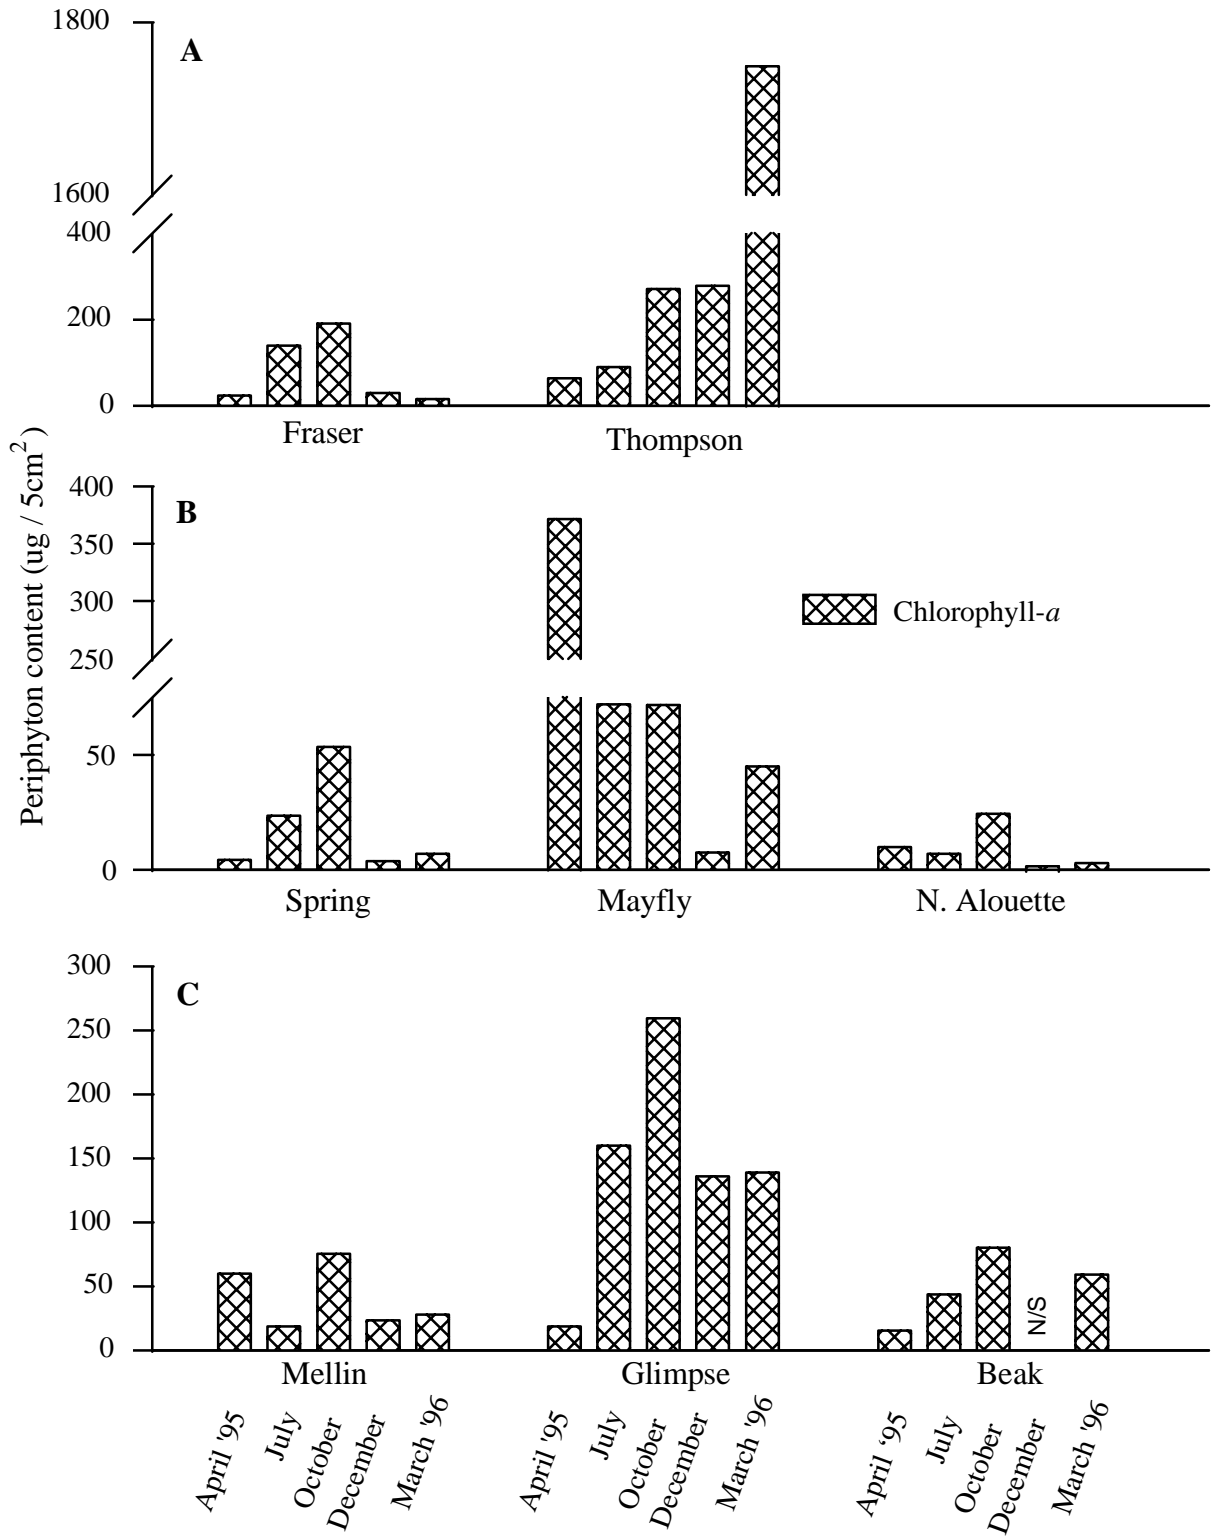 Periphyton content (ug / 5cm²)
A
1800
1600
400
200
0
Fraser
Thompson
B
400
350
300
250
50
0
Chlorophyll-a
Spring
Mayfly
N. Alouette
C
300
250
200
150
100
50
0
N/S
Mellin
Glimpse
Beak
April '95
July
October
December
March '96
April '95
July
October
December
March '96
April ‘95
July
October
December
March '96